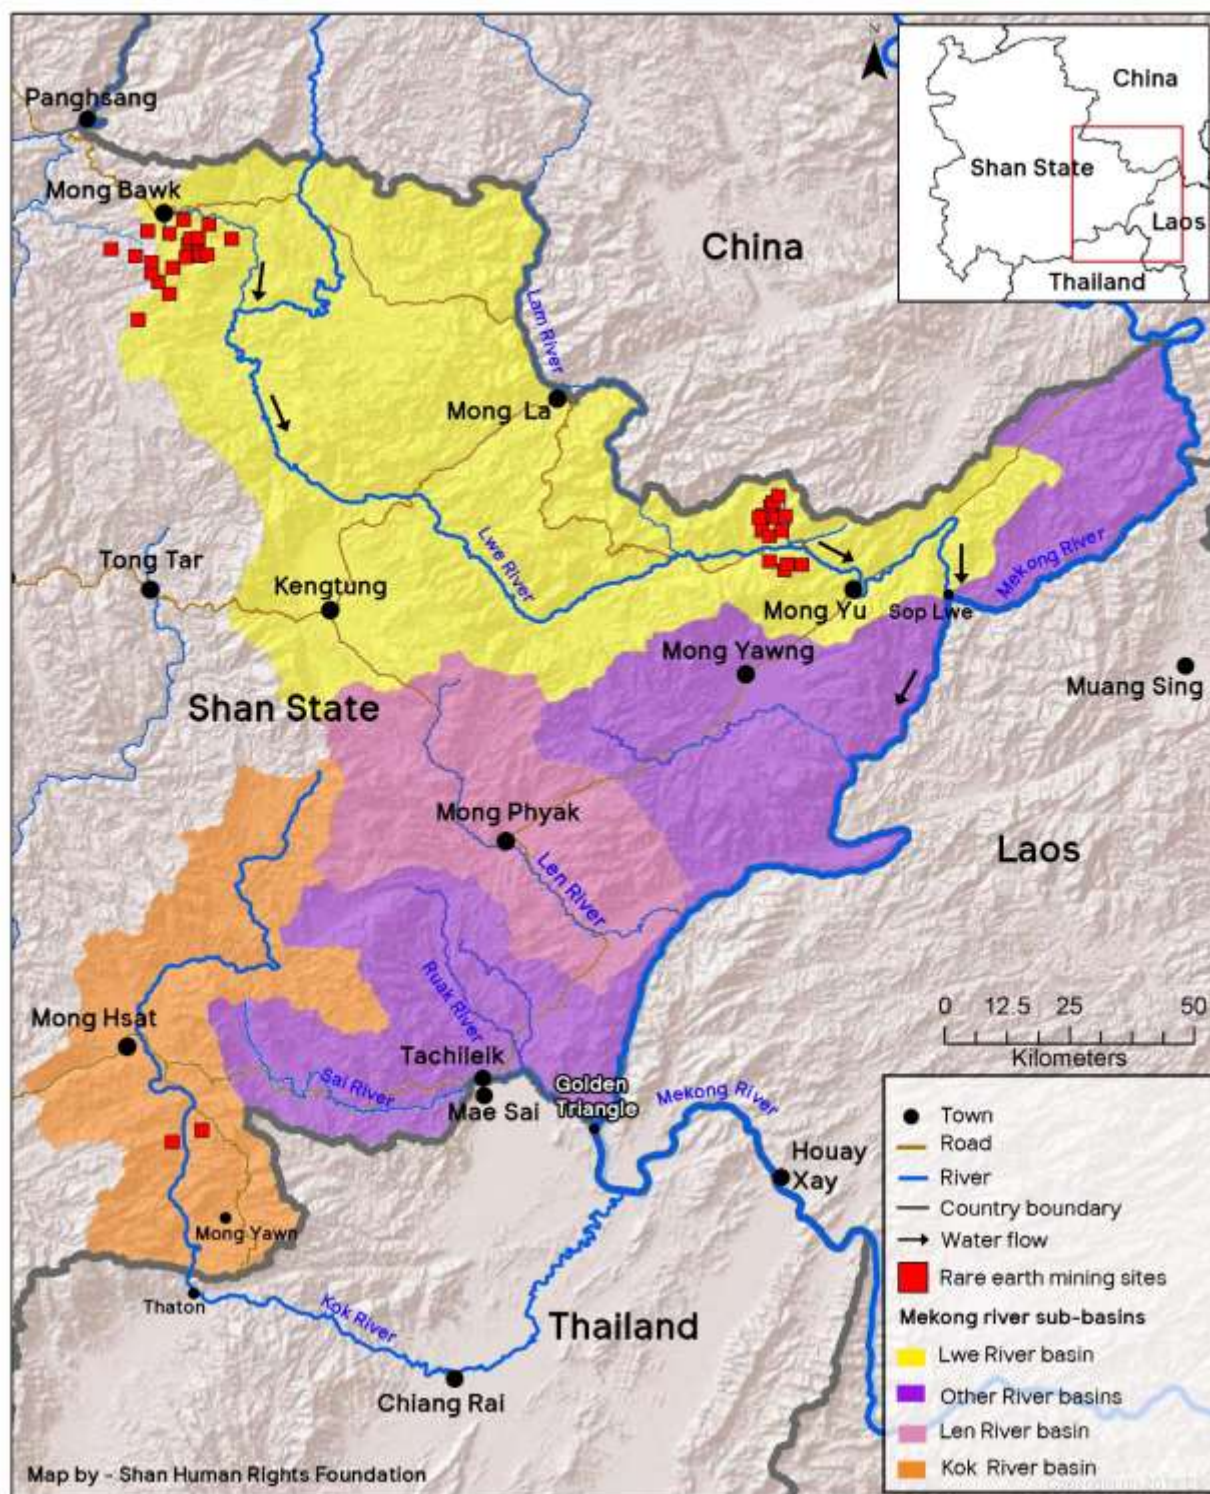 Panghsang
Mong Bawk
China
Lam River
Mong La
Tong Tar
Kengtung
Lwe River
Mong Yu
Sop Lwe
Mekong River
Mong Yawng
Muang Sing
Shan State
Mong Phyak
Len River
Laos
Mong Hsat
Ruak River
Tachileik
Sai River
Mae Sai
Golden
Triangle
Mekong River
Houay
Xay
Mong Yawn
Thaton
Kok River
Thailand
Chiang Rai
Map by - Shan Human Rights Foundation
China
Shan State
Laos
Thailand
0 12.5 25 50
Kilometers
Town
Road
River
Country boundary
Water flow
Rare earth mining sites
Mekong river sub-basins
Lwe River basin
Other River basins
Len River basin
Kok River basin